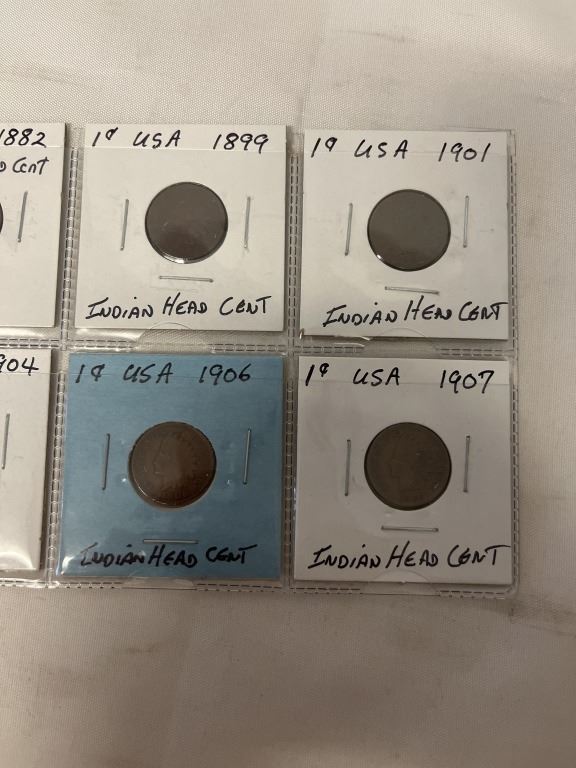 1882
Cent
1¢ USA 1899
INDIAN HEAD CENT
1¢ USA 1901
INDIAN HEAD CENT
904
1¢ USA 1906
INDIAN HEAD CENT
1¢ USA 1907
INDIAN HEAD CENT